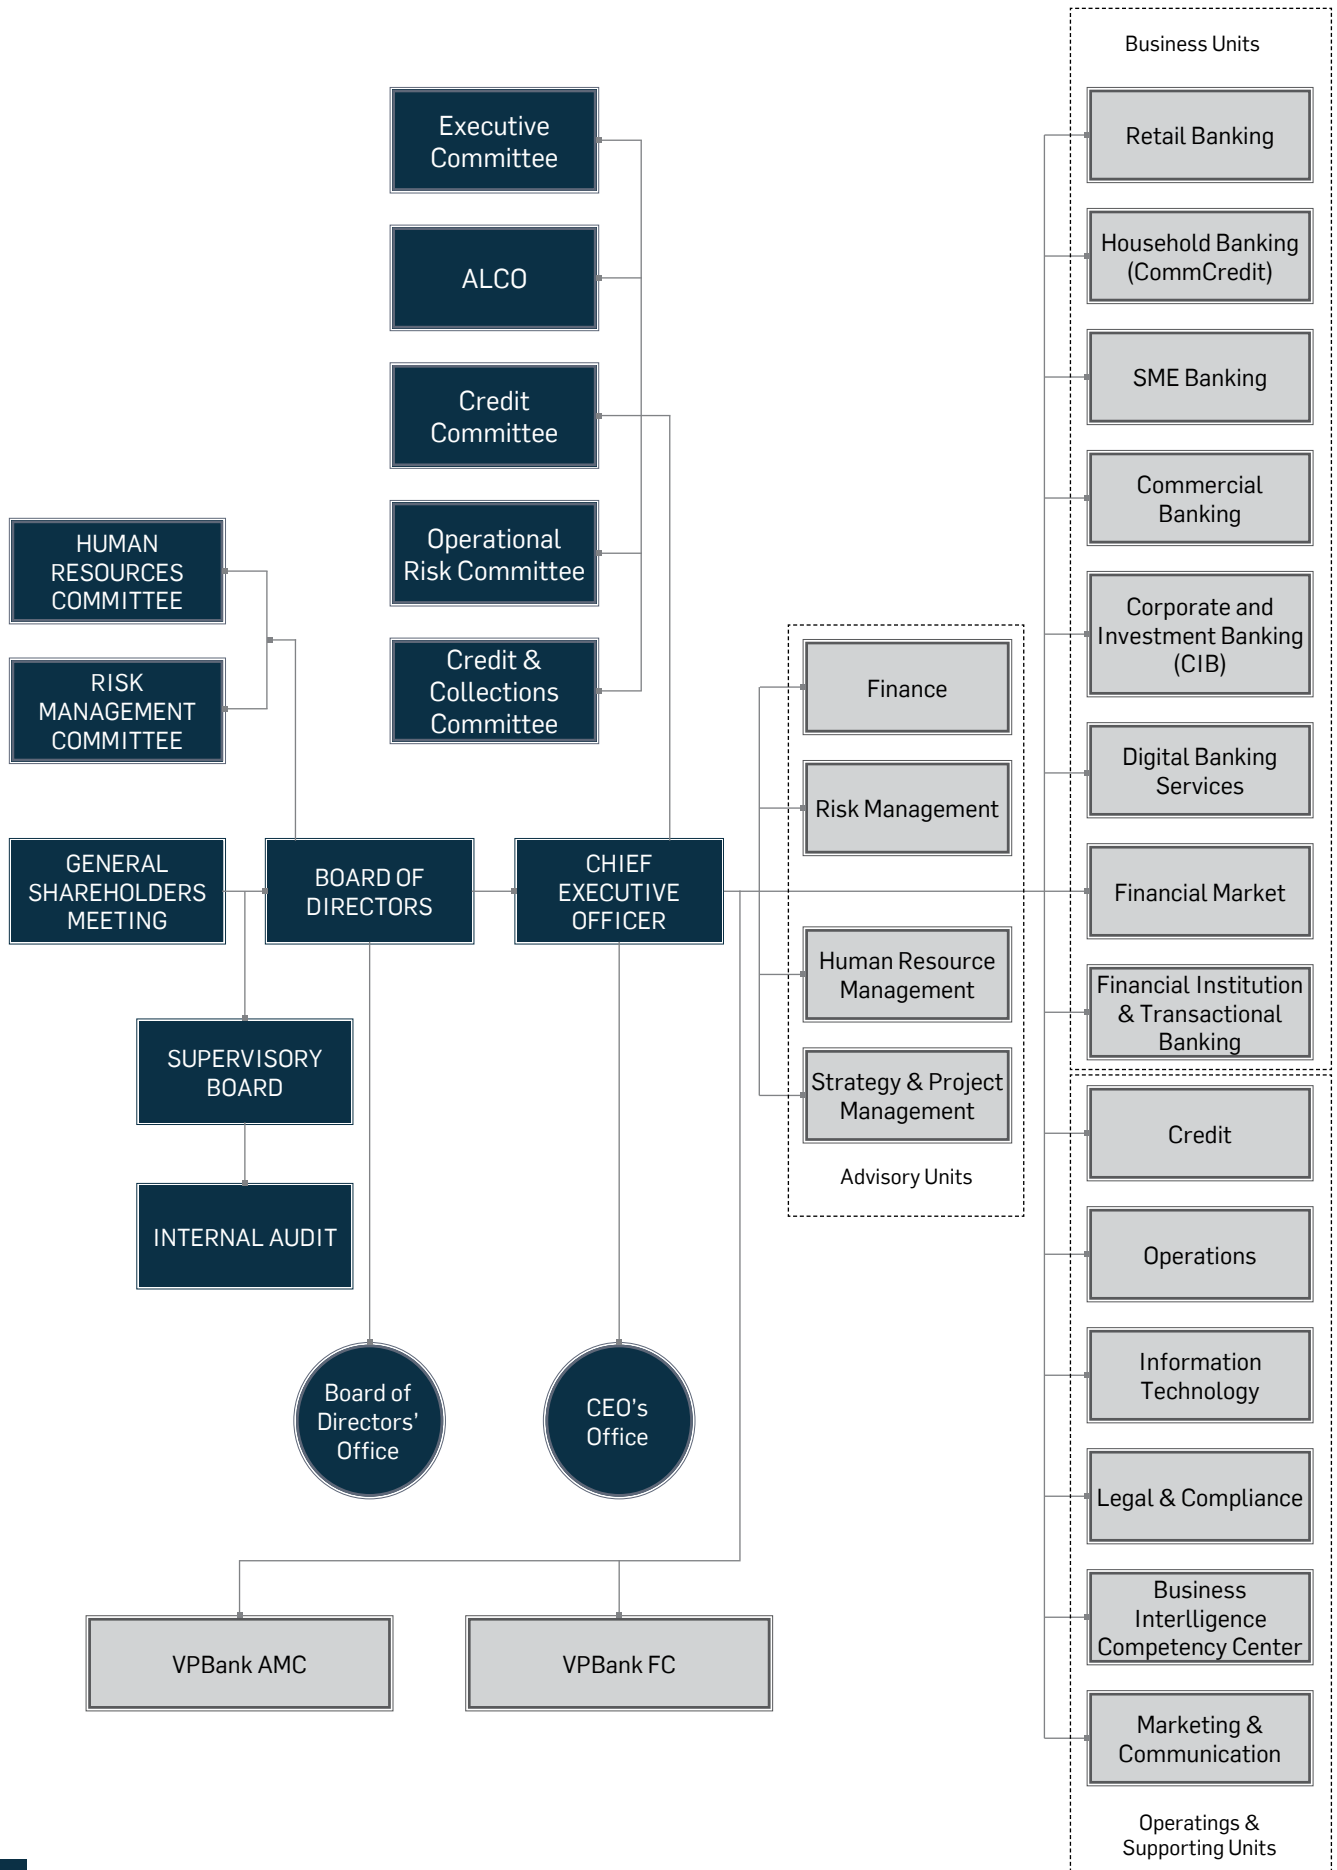 Business Units
Executive
Committee
ALCO
Credit
Committee
Operational
Risk Committee
Credit &
Collections
Committee
HUMAN
RESOURCES
COMMITTEE
RISK
MANAGEMENT
COMMITTEE
GENERAL
SHAREHOLDERS
MEETING
BOARD OF
DIRECTORS
CHIEF
EXECUTIVE
OFFICER
SUPERVISORY
BOARD
INTERNAL AUDIT
Board of
Directors'
Office
CEO's
Office
VPBank AMC
VPBank FC
Finance
Risk Management
Human Resource
Management
Strategy & Project
Management
Advisory Units
Retail Banking
Household Banking
(CommCredit)
SME Banking
Commercial
Banking
Corporate and
Investment Banking
(CIB)
Digital Banking
Services
Financial Market
Financial Institution
& Transactional
Banking
Credit
Operations
Information
Technology
Legal & Compliance
Business
Interlligence
Competency Center
Marketing &
Communication
Operatings &
Supporting Units